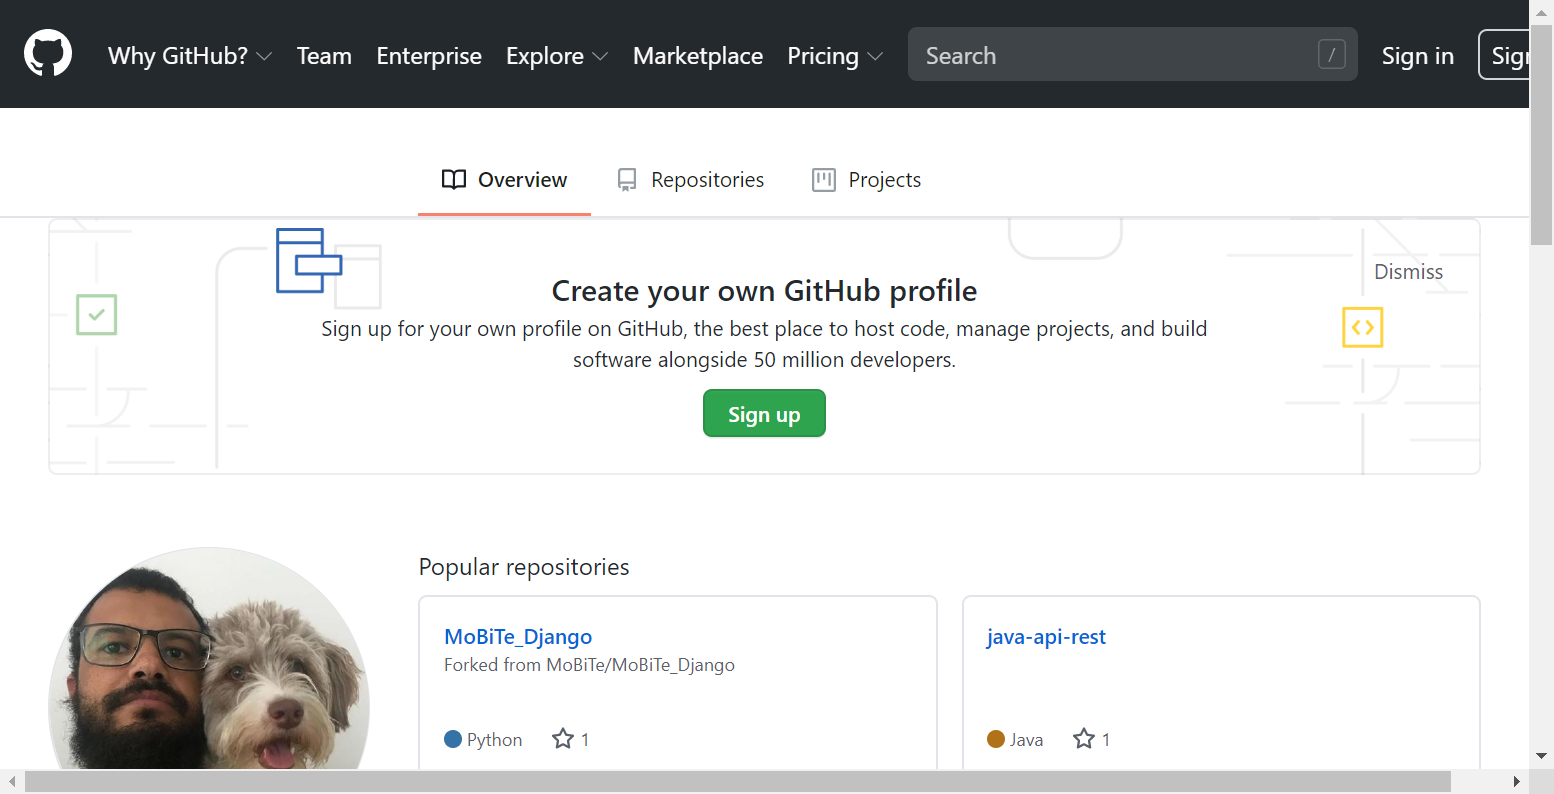 Why GitHub? Team Enterprise Explore Marketplace Pricing Search / Sign in Sign
Overview Repositories Projects
Dismiss
Create your own GitHub profile
Sign up for your own profile on GitHub, the best place to host code, manage projects, and build
software alongside 50 million developers.
Sign up
Popular repositories
MoBiTe_Django
Forked from MoBiTe/MoBiTe_Django
Python 1
java-api-rest
Java 1